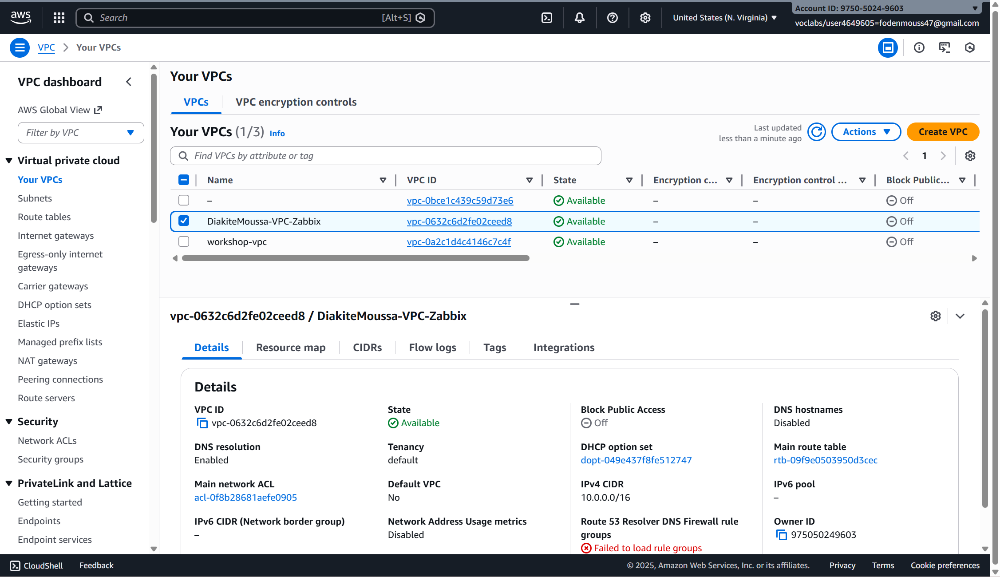 aws
Search
[Alt+S]
United States (N. Virginia)
Account ID: 9750-5024-9603
voclabs/user4649605=fodenmouss47@gmail.com
VPC
Your VPCs
VPC dashboard
AWS Global View
Filter by VPC
Virtual private cloud
Your VPCs
Subnets
Route tables
Internet gateways
Egress-only internet
gateways
Carrier gateways
DHCP option sets
Elastic IPs
Managed prefix lists
NAT gateways
Peering connections
Route servers
Security
Network ACLs
Security groups
PrivateLink and Lattice
Getting started
Endpoints
Endpoint services
Your VPCs
VPCs
VPC encryption controls
Your VPCs (1/3) Info
Last updated
less than a minute ago
Actions
Create VPC
Find VPCs by attribute or tag
1
Name VPC ID State Encryption c... Encryption control ... Block Public...
– vpc-0bce1c439c59d73e6 Available – – Off
DiakiteMoussa-VPC-Zabbix vpc-0632c6d2fe02ceed8 Available – – Off
workshop-vpc vpc-0a2c1d4c4146c7c4f Available – – Off
vpc-0632c6d2fe02ceed8 / DiakiteMoussa-VPC-Zabbix
Details Resource map CIDRs Flow logs Tags Integrations
Details
VPC ID
vpc-0632c6d2fe02ceed8
State
Available
Block Public Access
Off
DNS hostnames
Disabled
DNS resolution
Enabled
Tenancy
default
DHCP option set
dopt-049e437f8fe512747
Main route table
rtb-09f9e0503950d3cec
Main network ACL
acl-0f8b28681aefe0905
Default VPC
No
IPv4 CIDR
10.0.0.0/16
IPv6 pool
–
IPv6 CIDR (Network border group)
–
Network Address Usage metrics
Disabled
Route 53 Resolver DNS Firewall rule
groups
Failed to load rule groups
Owner ID
975050249603
CloudShell
Feedback
© 2025, Amazon Web Services, Inc. or its affiliates.
Privacy
Terms
Cookie preferences